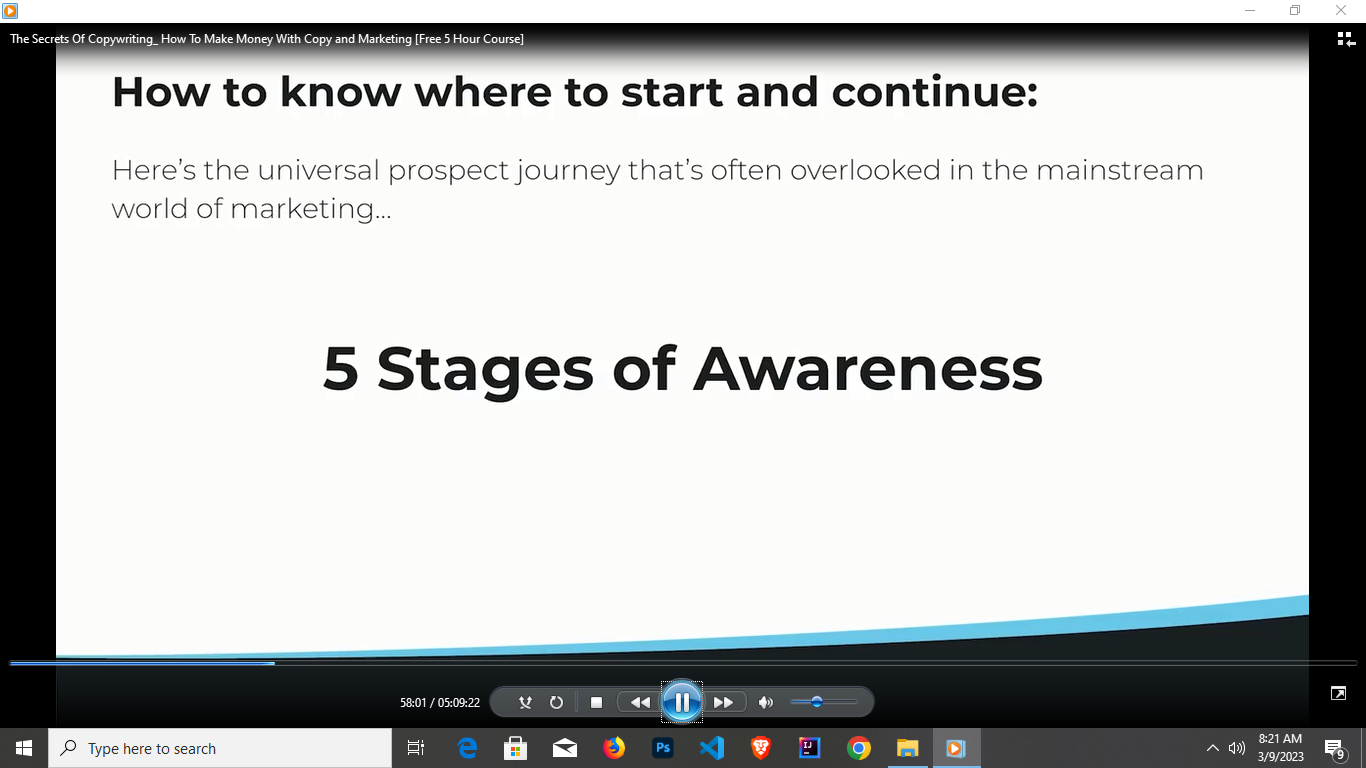 The Secrets Of Copywriting_ How To Make Money With Copy and Marketing [Free 5 Hour Course]
How to know where to start and continue:
Here’s the universal prospect journey that’s often overlooked in the mainstream
world of marketing…
5 Stages of Awareness
58:01 / 05:09:22
Type here to search
Ps
IJ
8:21 AM
3/9/2023
9